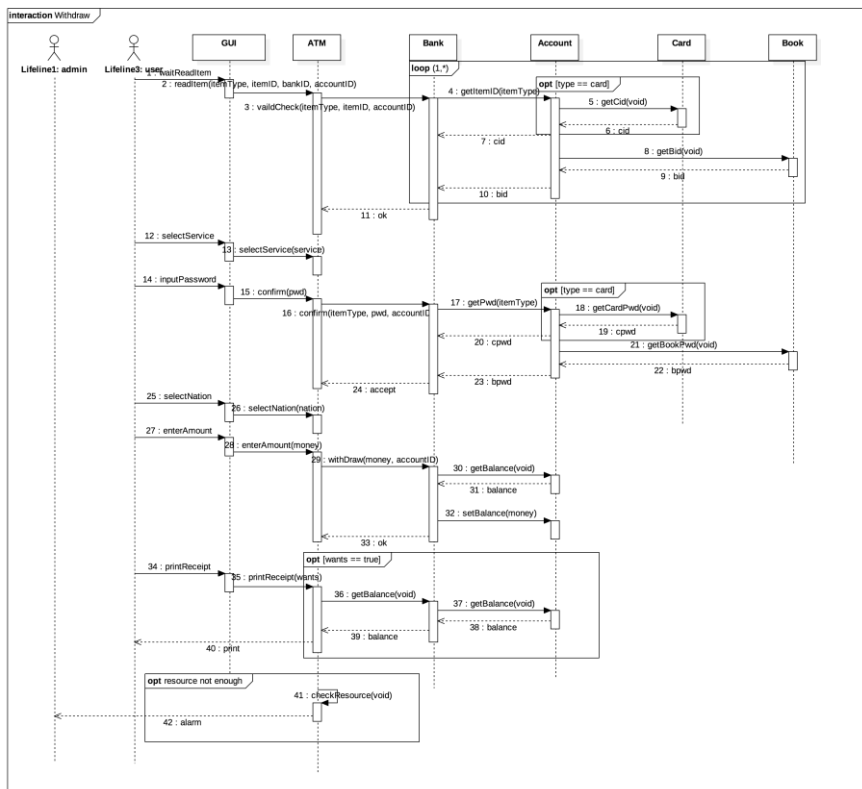 interaction Withdraw
Lifeline1: admin
Lifeline3: user
GUI
ATM
Bank
Account
Card
Book
loop (1,*)
1 : waitReadItem
2 : readItem(itemType, itemID, bankID, accountID)
3 : vaildCheck(itemType, itemID, accountID)
4 : getItemID(itemType)
opt [type == card]
5 : getCid(void)
6 : cid
7 : cid
8 : getBid(void)
9 : bid
10 : bid
11 : ok
12 : selectService
13 : selectService(service)
14 : inputPassword
15 : confirm(pwd)
16 : confirm(itemType, pwd, accountID
17 : getPwd(itemType)
opt [type == card]
18 : getCardPwd(void)
19 : cpwd
20 : cpwd
21 : getBookPwd(void)
22 : bpwd
23 : bpwd
24 : accept
25 : selectNation
26 : selectNation(nation)
27 : enterAmount
28 : enterAmount(money)
29 : withDraw(money, accountID)
30 : getBalance(void)
31 : balance
32 : setBalance(money)
33 : ok
opt [wants == true]
34 : printReceipt
35 : printReceipt(wants)
36 : getBalance(void)
37 : getBalance(void)
38 : balance
39 : balance
40 : print
opt resource not enough
41 : checkResource(void)
42 : alarm